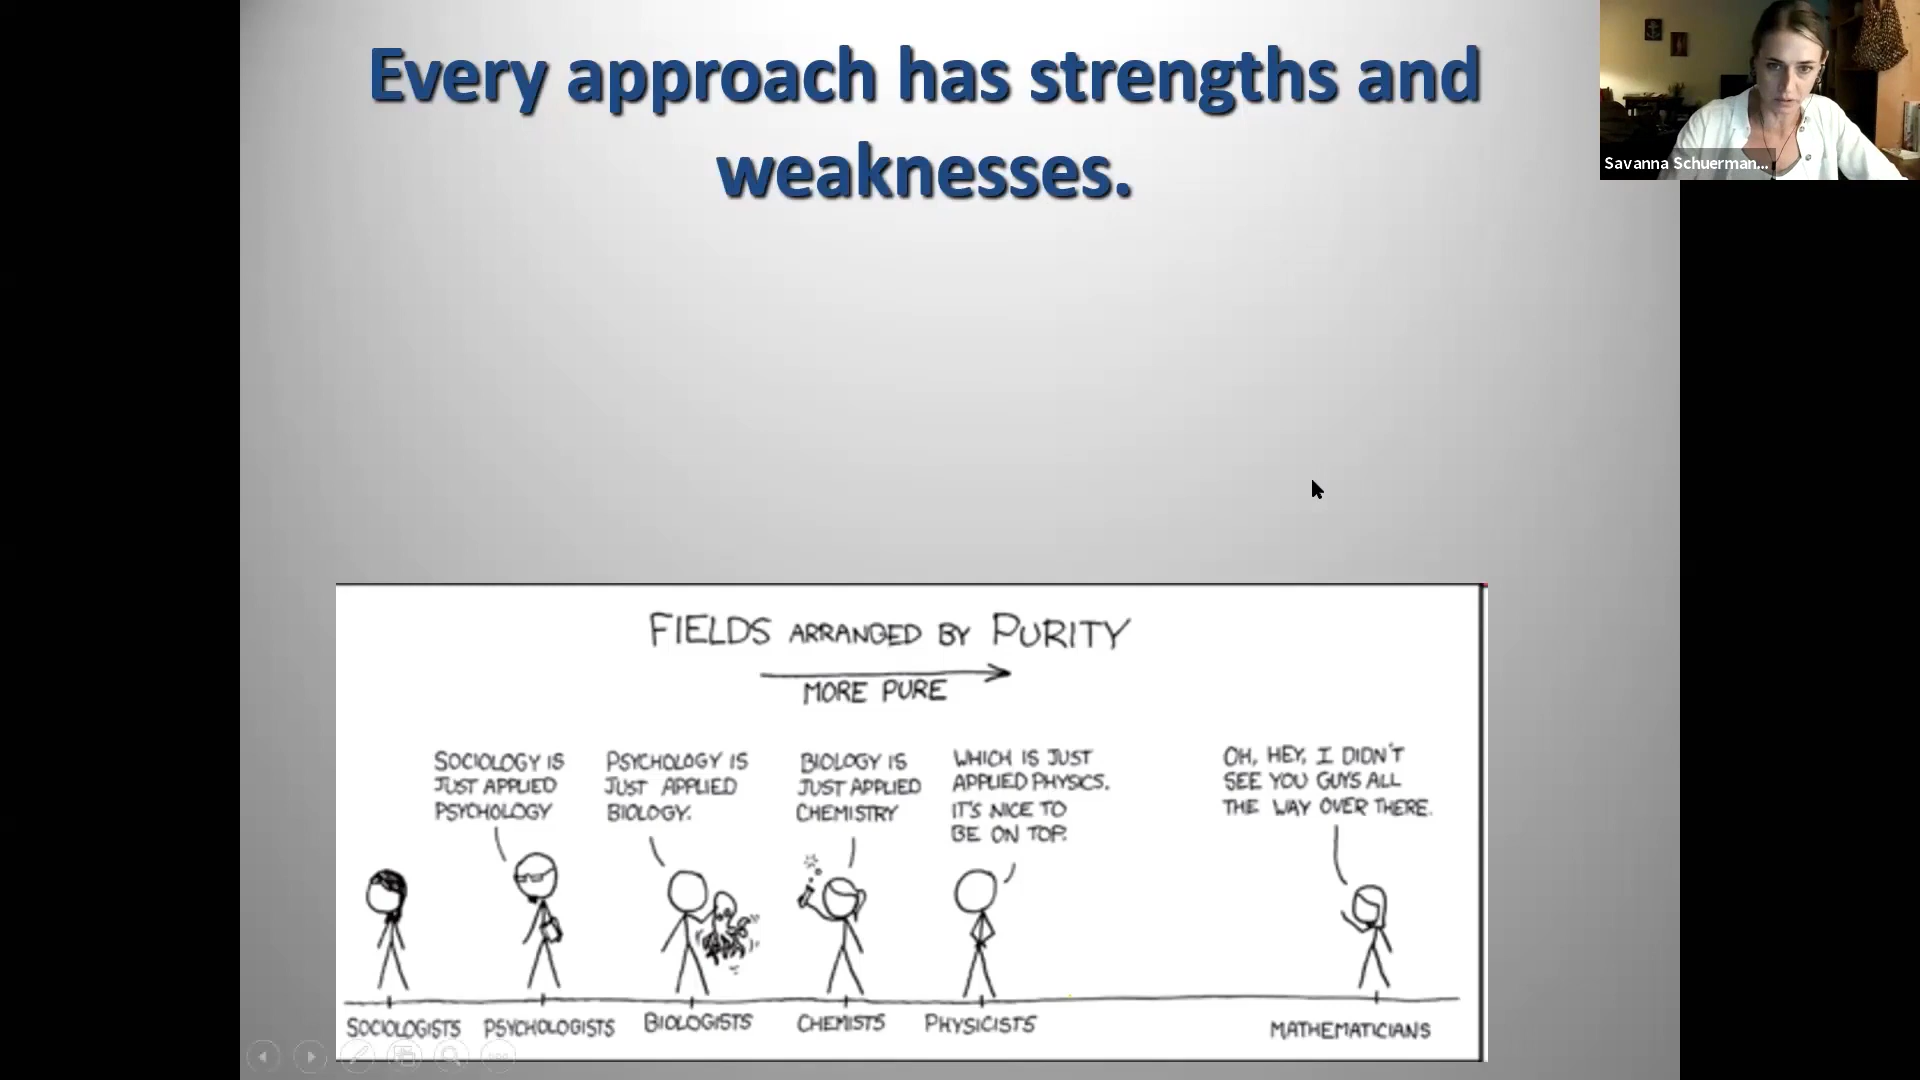 Every approach has strengths and
weaknesses.
Savanna Schuerman...
FIELDS ARRANGED BY PURITY
MORE PURE
SOCIOLOGY IS
JUST APPLIED
PSYCHOLOGY
PSYCHOLOGY IS
JUST APPLIED
BIOLOGY.
BIOLOGY IS
JUST APPLIED
CHEMISTRY
WHICH IS JUST
APPLIED PHYSICS.
IT'S NICE TO
BE ON TOP.
OH, HEY, I DIDN'T
SEE YOU GUYS ALL
THE WAY OVER THERE.
SOCIOLOGISTS
PSYCHOLOGISTS
BIOLOGISTS
CHEMISTS
PHYSICISTS
MATHEMATICIANS